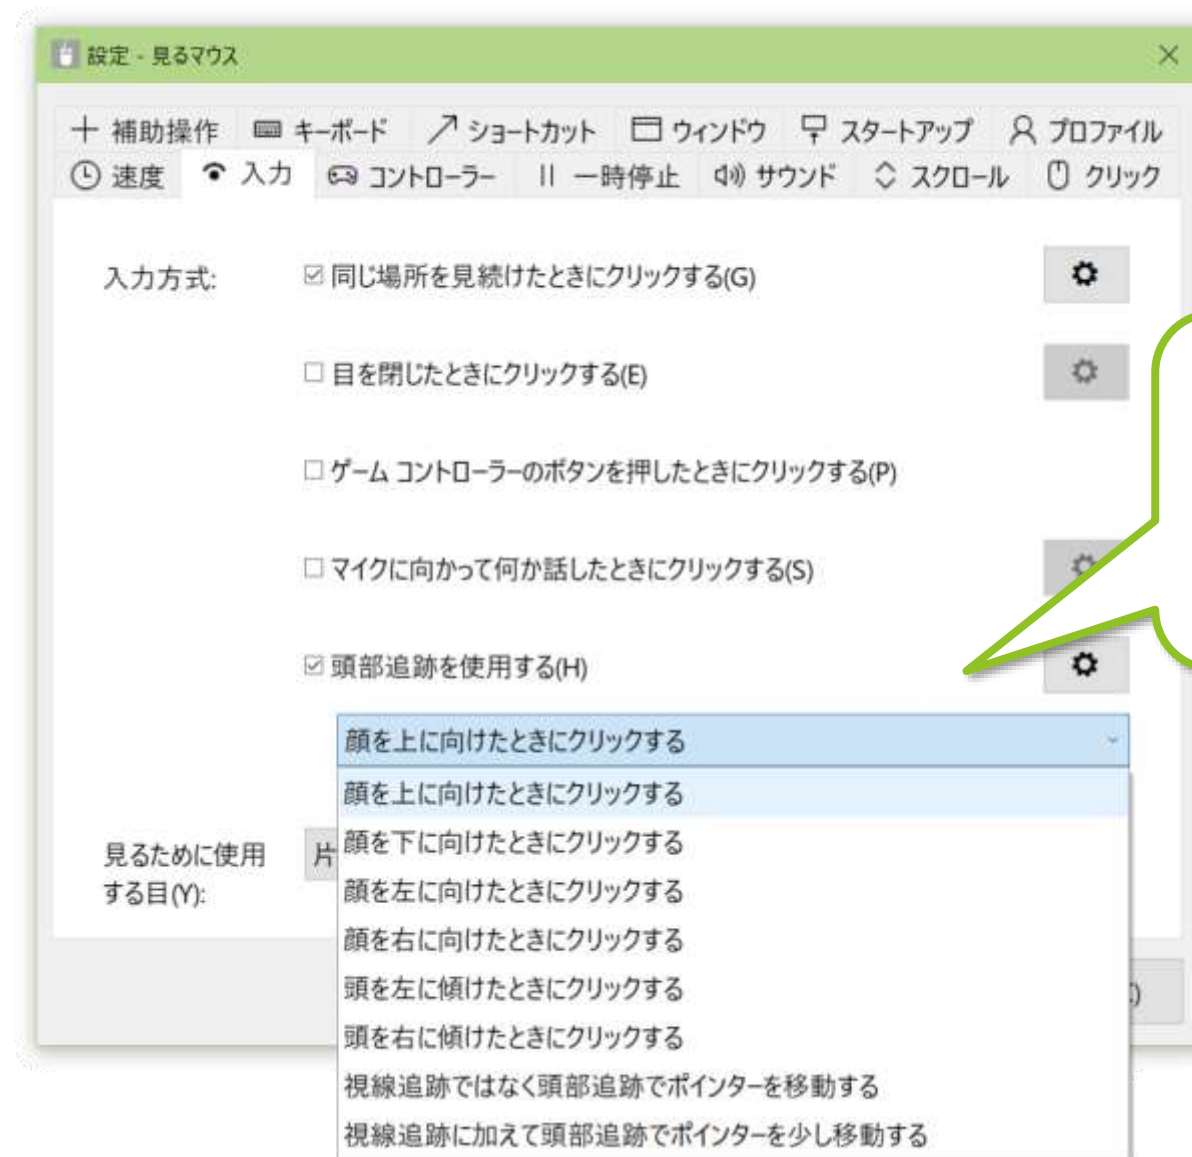 設定 - 見るマウス
補助操作 キーボード ショートカット ウィンドウ スタートアップ プロファイル
速度 入力 コントローラー 一時停止 サウンド スクロール クリック
入力方式: 同じ場所を見続けたときにクリックする(G)
目を閉じたときにクリックする(E)
ゲーム コントローラーのボタンを押したときにクリックする(P)
マイクに向かって何か話したときにクリックする(S)
頭部追跡を使用する(H)
顔を上に向けたときにクリックする
顔を上に向けたときにクリックする
見るために使用
する目(Y):
片
顔を下に向けたときにクリックする
顔を左に向けたときにクリックする
顔を右に向けたときにクリックする
頭を左に傾けたときにクリックする
)
頭を右に傾けたときにクリックする
視線追跡ではなく頭部追跡でポインターを移動する
視線追跡に加えて頭部追跡でポインターを少し移動する